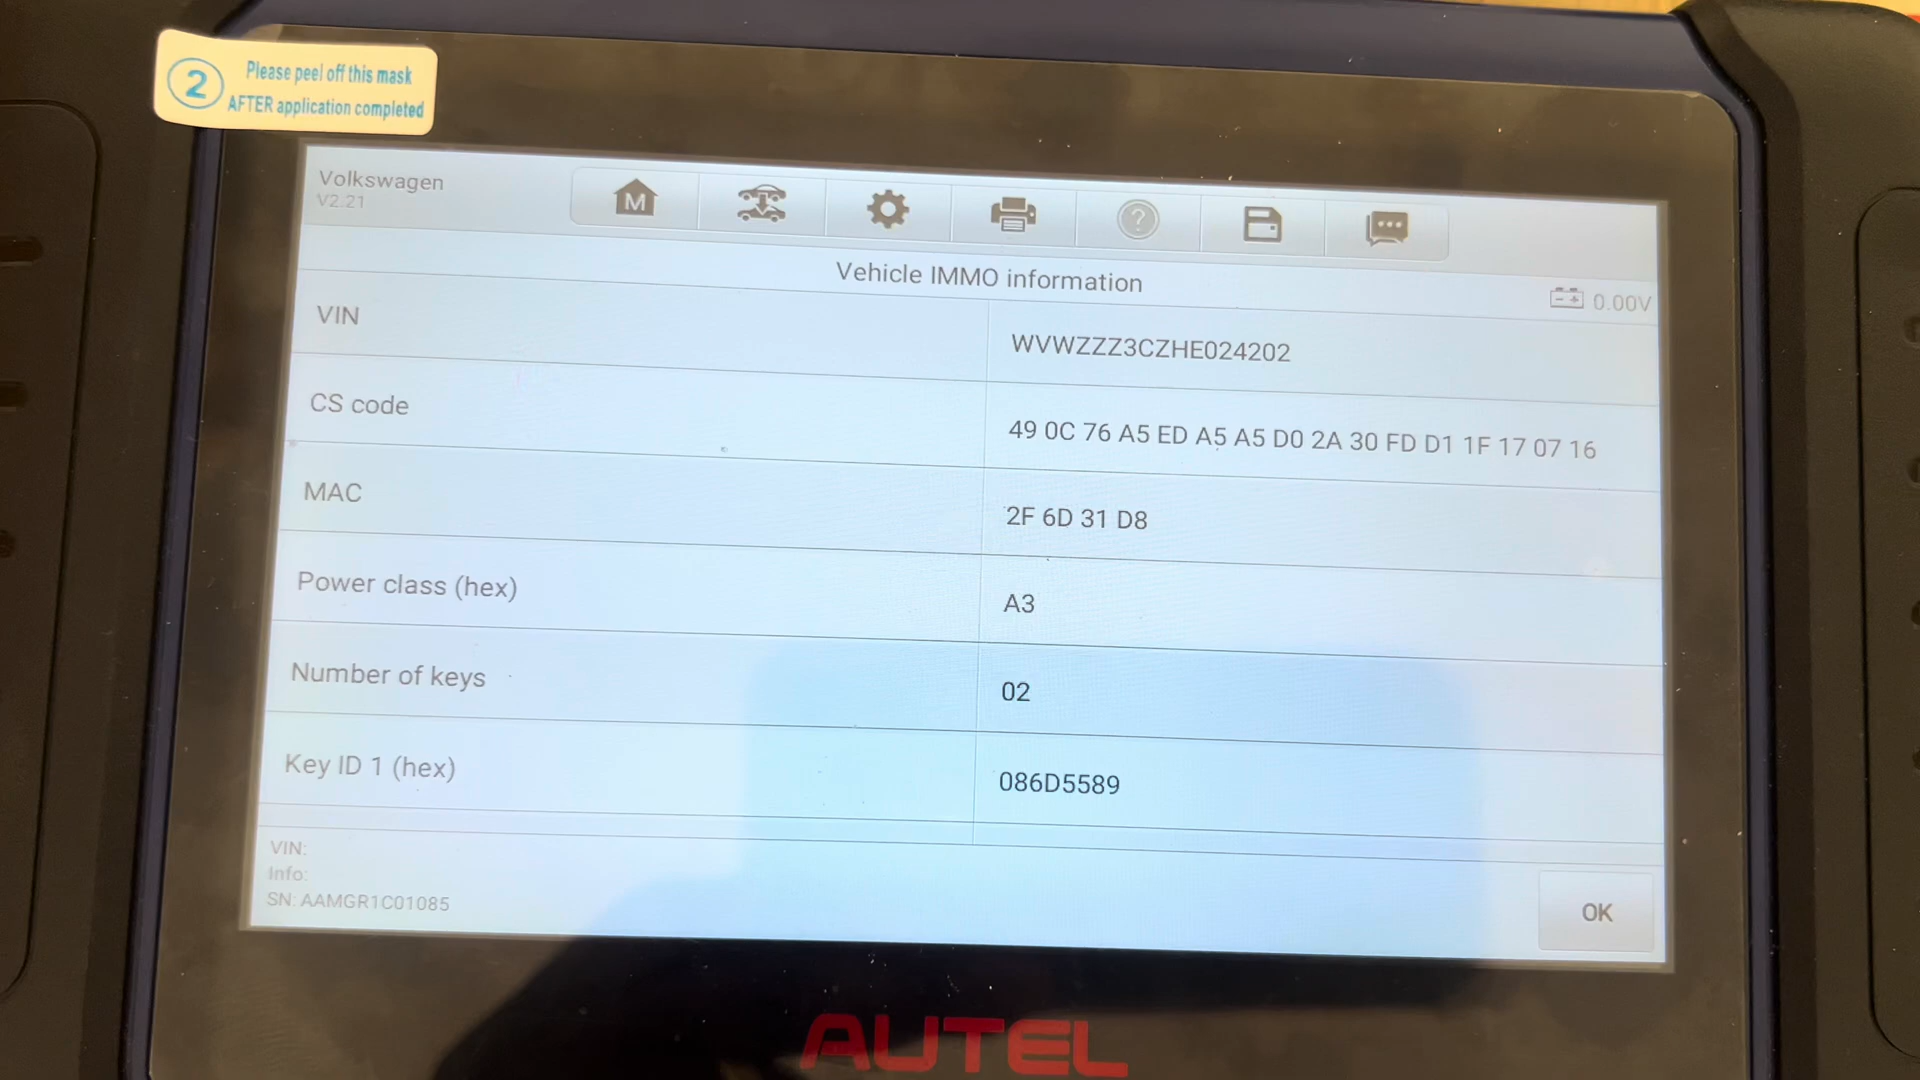 2
Please peel off this mask
AFTER application completed
Volkswagen
V2.21
M
?
Vehicle IMMO information
0.00V
VIN
WVWZZZ3CZHE024202
CS code
49 0C 76 A5 ED A5 A5 D0 2A 30 FD D1 1F 17 07 16
MAC
2F 6D 31 D8
Power class (hex)
A3
Number of keys
02
Key ID 1 (hex)
086D5589
VIN:
Info:
SN: AAMGR1C01085
OK
AUTEL